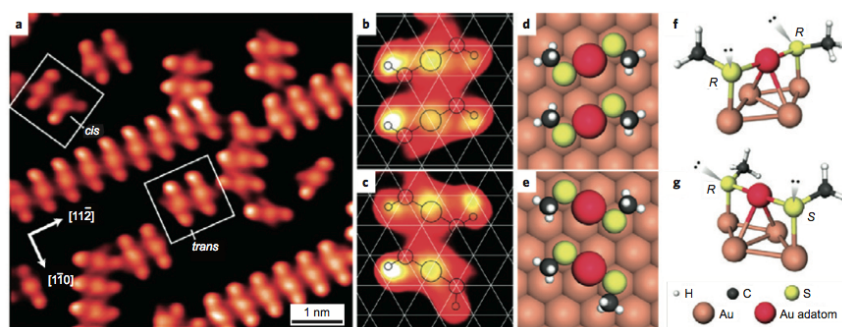 a
cis
trans
[112̄]
[11̄0]
1 nm
b
c
d
e
f
R
R
g
R
S
H
C
S
Au
Au adatom